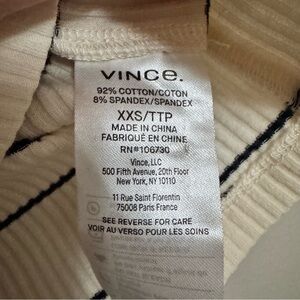 VINCE.
92% COTTON/COTON
8% SPANDEX/SPANDEX
XXS/TTP
MADE IN CHINA
FABRIQUÉ EN CHINE
RN#106730
Vince, LLC
500 Fifth Avenue, 20th Floor
New York, NY 10110
11 Rue Saint Florentin
75008 Paris France
SEE REVERSE FOR CARE
VOIR AU VERSO POUR LES SOINS